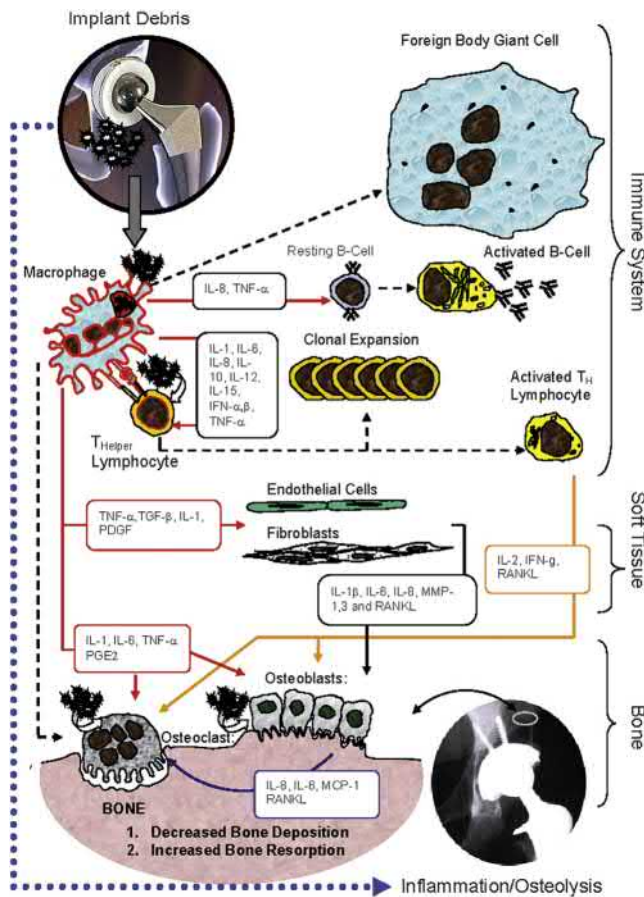 Implant Debris
Foreign Body Giant Cell
Immune System
Macrophage
Resting B-Cell
Activated B-Cell
IL-8, TNF-α
Clonal Expansion
IL-1, IL-6,
IL-8, IL-
10, IL-12,
IL-15,
IFN-α,β,
TNF-α
Activated TH
Lymphocyte
THelper
Lymphocyte
Endothelial Cells
TNF-α,TGF-β, IL-1,
PDGF
Fibroblasts
Soft Tissue
IL-2, IFN-g,
RANKL
IL-1β, IL-6, IL-8, MMP-
1,3 and RANKL
IL-1, IL-6, TNF-α
PGE2
Osteoblasts:
Bone
Osteoclast:
IL-8, IL-6, MCP-1
RANKL
BONE
1. Decreased Bone Deposition
2. Increased Bone Resorption
Inflammation/Osteolysis